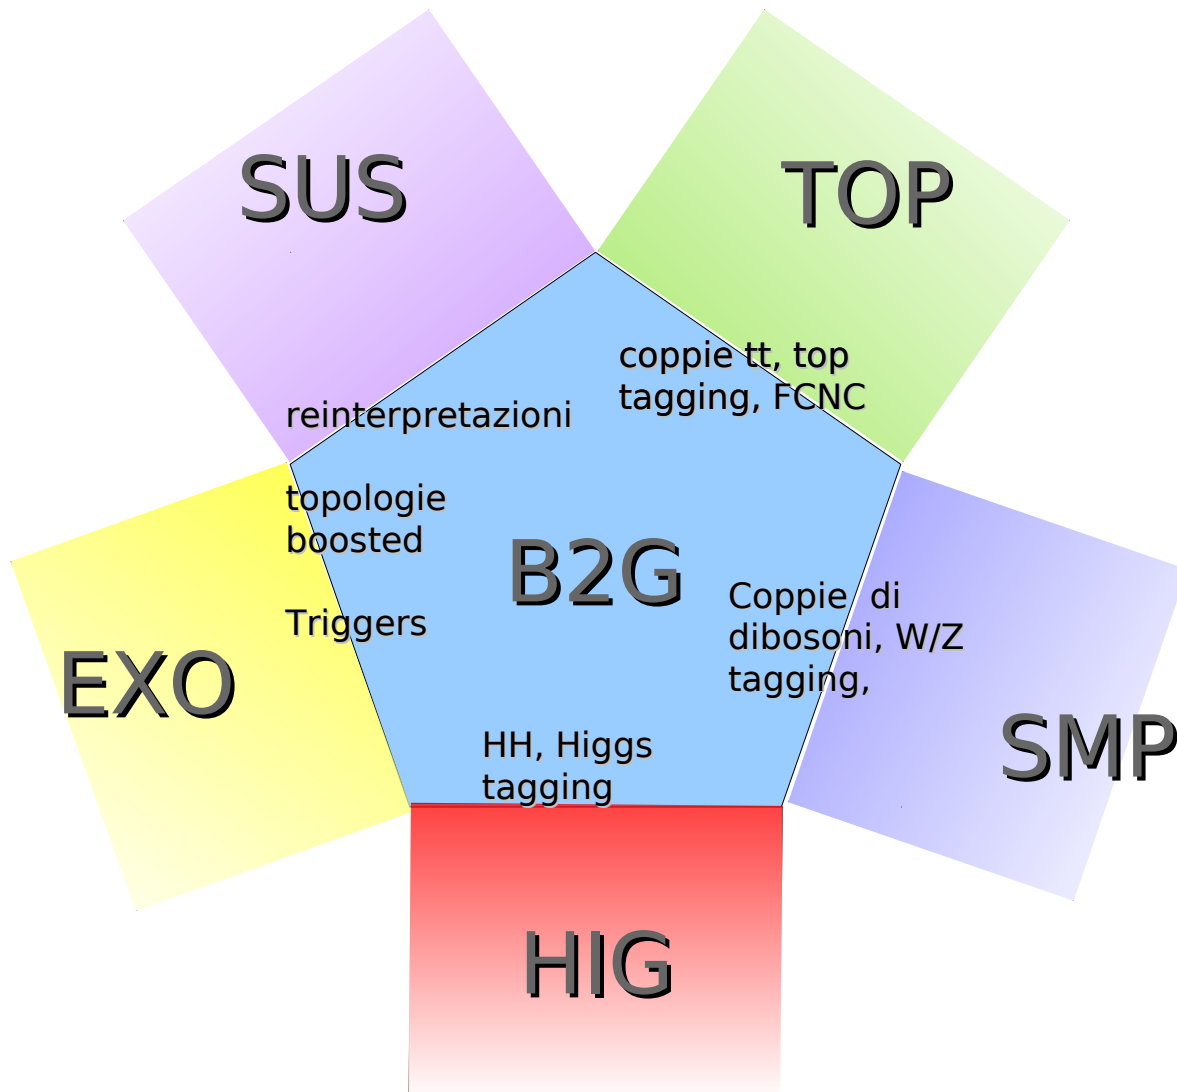 SUS
TOP
coppie tt, top
tagging, FCNC
reinterpretazioni
topologie
boosted
B2G
Triggers
Coppie  di
dibosoni, W/Z
tagging,
EXO
SMP
HH, Higgs
tagging
HIG